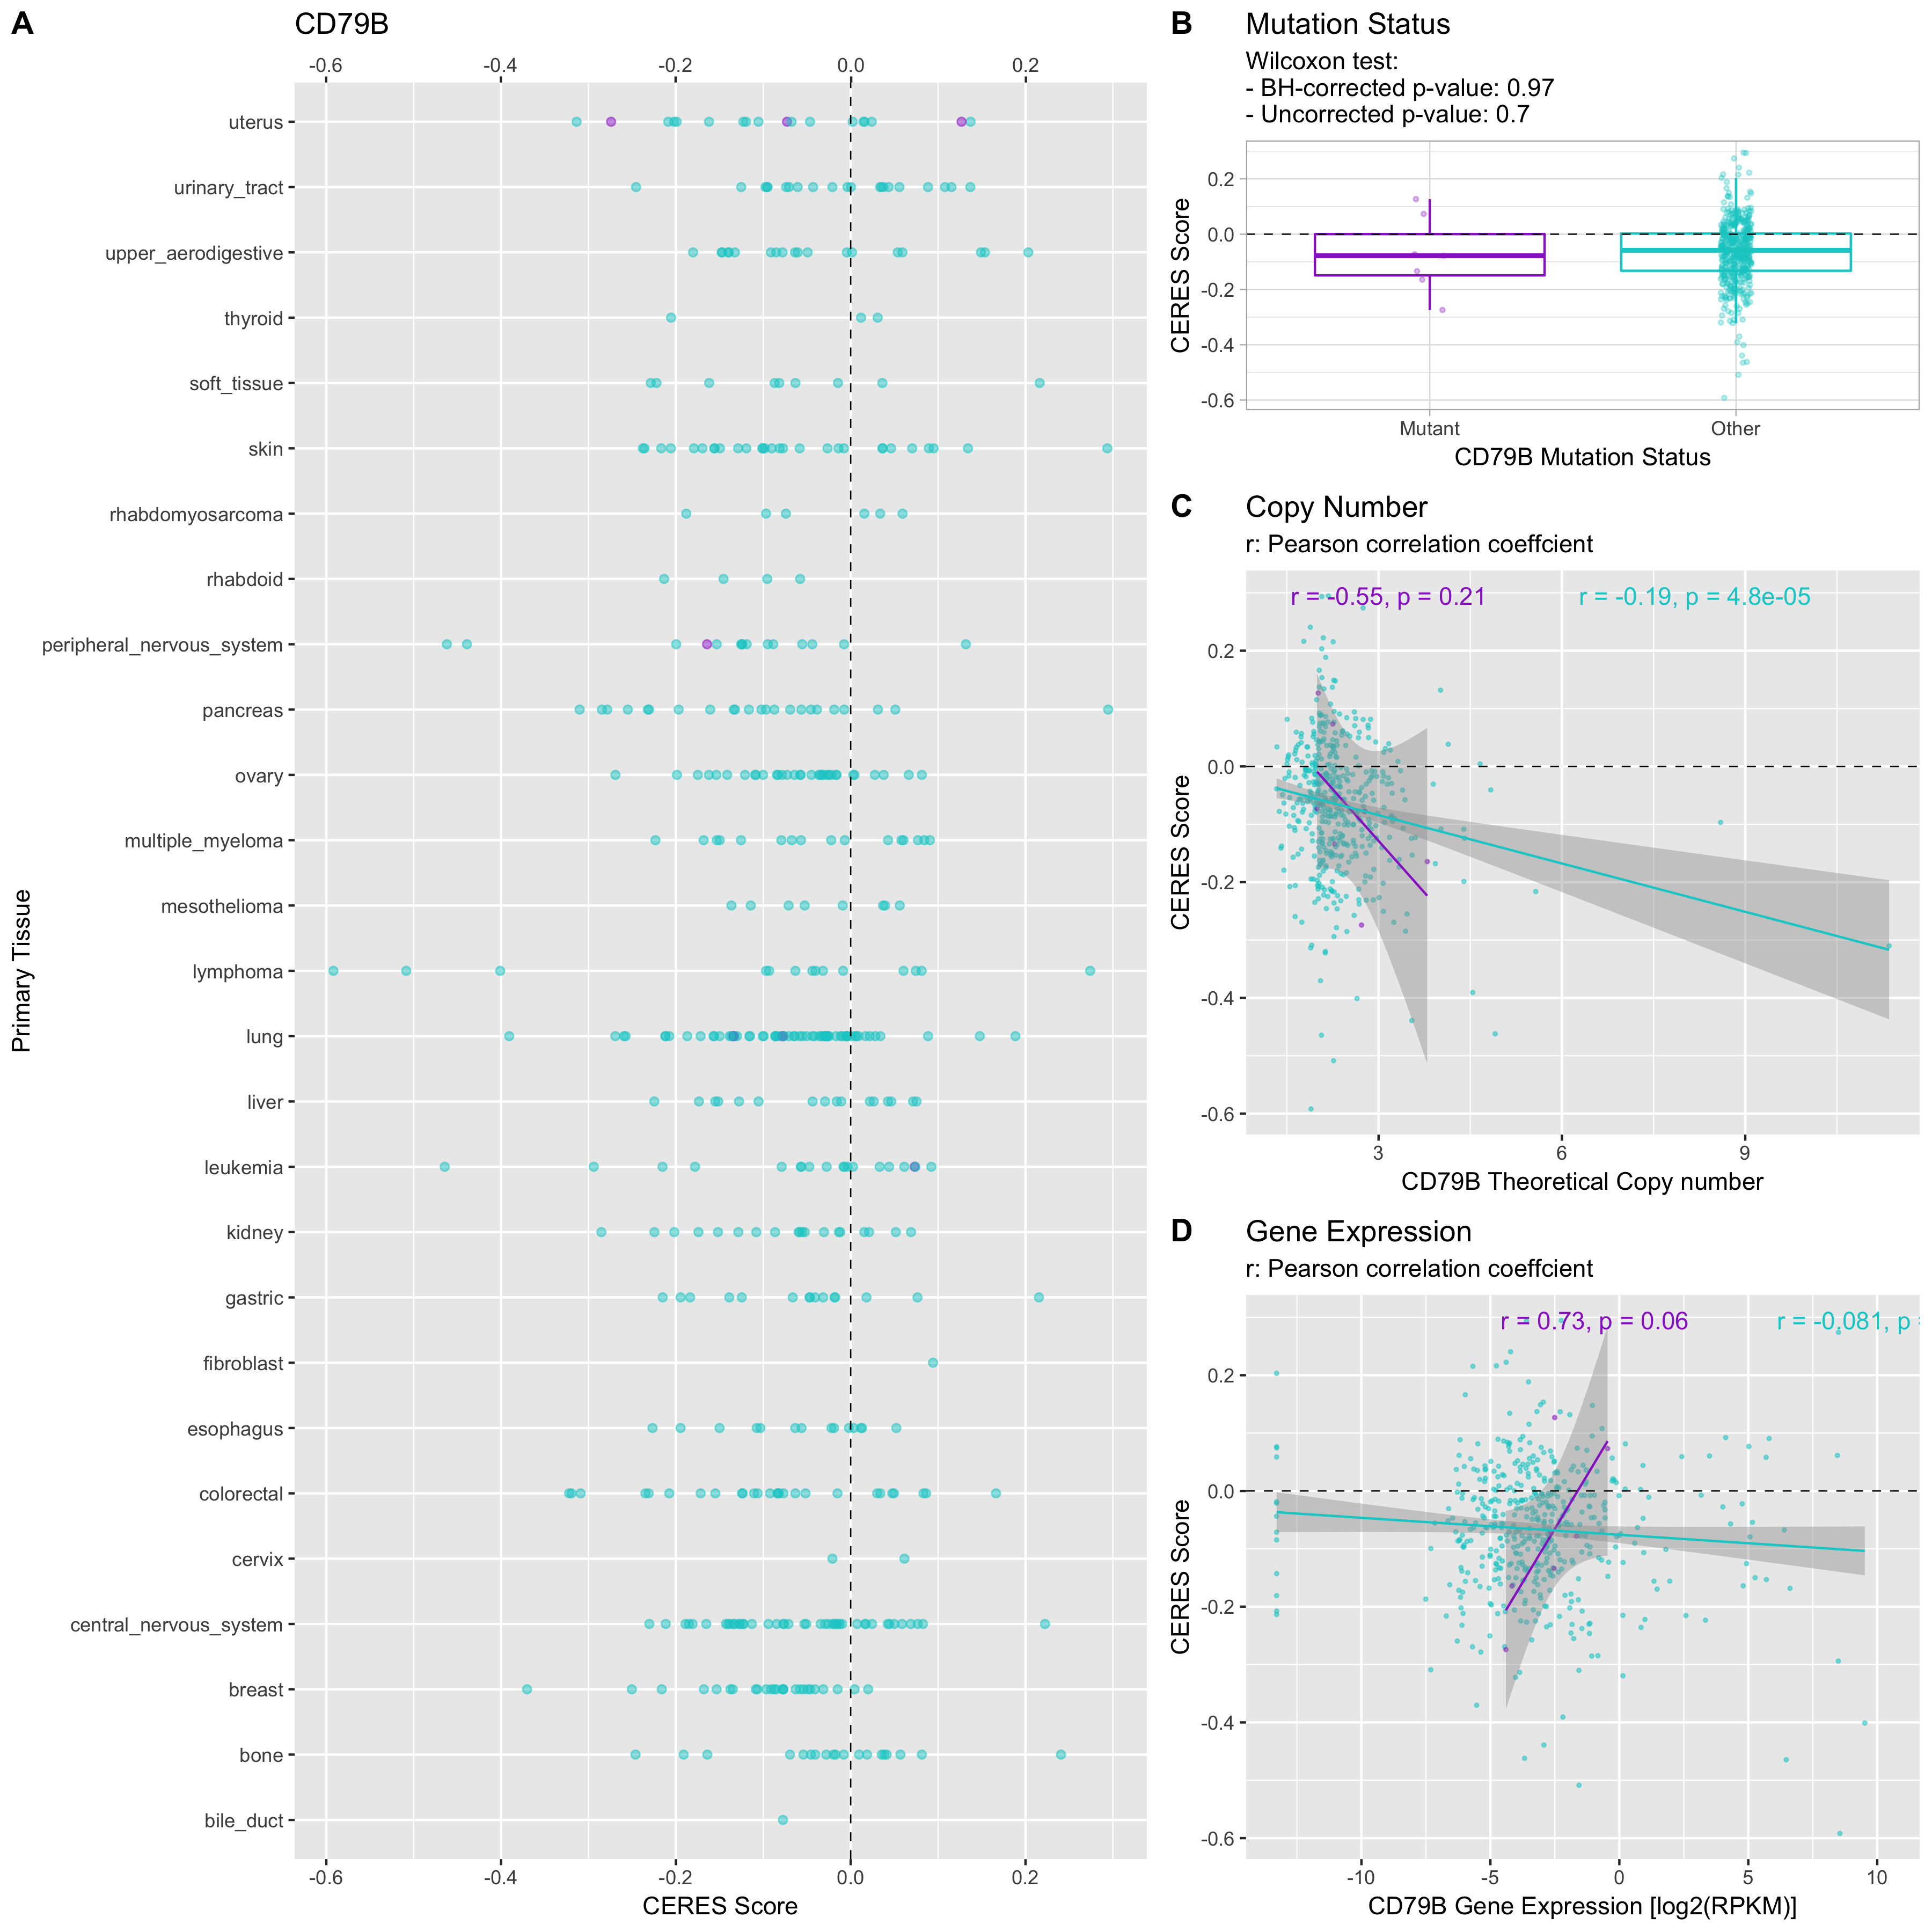 A
CD79B
-0.6 -0.4 -0.2 0.0 0.2
uterus
urinary_tract
upper_aerodigestive
thyroid
soft_tissue
skin
rhabdomyosarcoma
rhabdoid
peripheral_nervous_system
pancreas
ovary
multiple_myeloma
mesothelioma
lymphoma
lung
liver
leukemia
kidney
gastric
fibroblast
esophagus
colorectal
cervix
central_nervous_system
breast
bone
bile_duct
Primary Tissue
-0.6 -0.4 -0.2 0.0 0.2
CERES Score
B
Mutation Status
Wilcoxon test:
- BH-corrected p-value: 0.97
- Uncorrected p-value: 0.7
0.2
0.0
-0.2
-0.4
-0.6
CERES Score
Mutant Other
CD79B Mutation Status
C
Copy Number
r: Pearson correlation coeffcient
r = -0.55, p = 0.21 r = -0.19, p = 4.8e-05
0.2
0.0
-0.2
-0.4
-0.6
CERES Score
3 6 9
CD79B Theoretical Copy number
D
Gene Expression
r: Pearson correlation coeffcient
r = 0.73, p = 0.06 r = -0.081, p
0.2
0.0
-0.2
-0.4
-0.6
CERES Score
-10 -5 0 5 10
CD79B Gene Expression [log2(RPKM)]